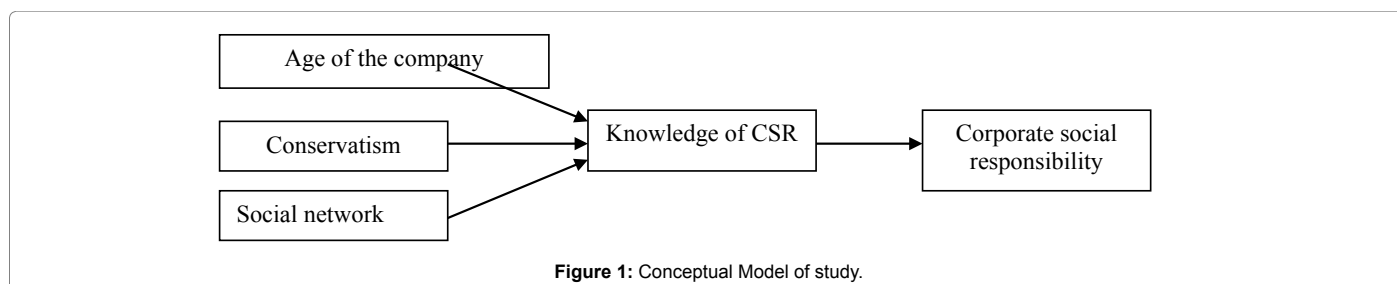 Age of the company
Conservatism
Social network
Knowledge of CSR
Corporate social
responsibility
Figure 1: Conceptual Model of study.